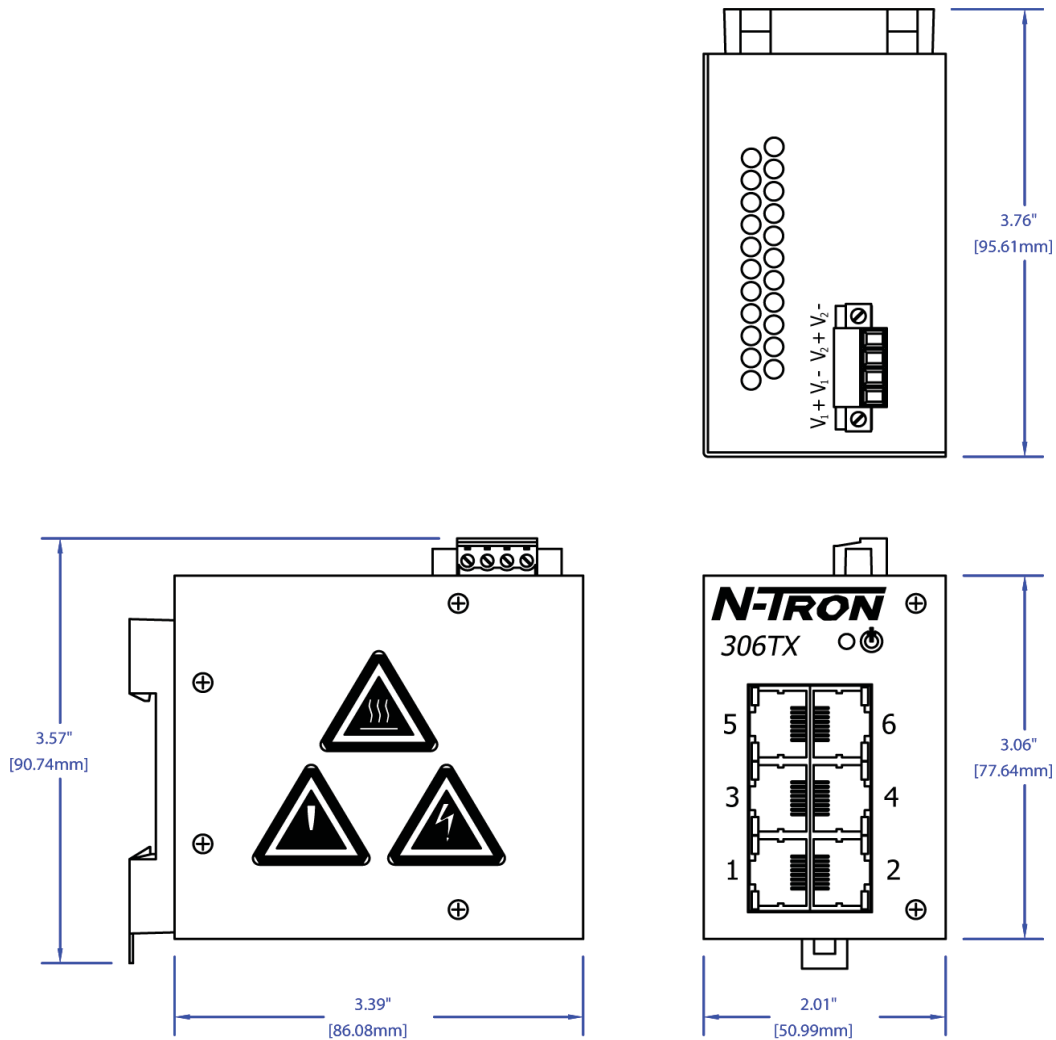 3.76"
[95.61mm]
V₁ + V₁ - V₂ + V₂ -
3.57"
[90.74mm]
3.39"
[86.08mm]
N-TRON
306TX
5
6
3
4
1
2
3.06"
[77.64mm]
2.01"
[50.99mm]